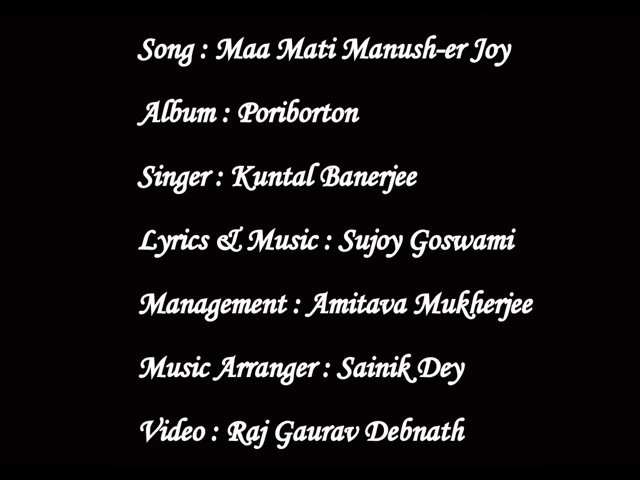 Song : Maa Mati Manush-er Joy
Album : Poriborton
Singer : Kuntal Banerjee
Lyrics & Music : Sujoy Goswami
Management : Amitava Mukherjee
Music Arranger : Sainik Dey
Video : Raj Gaurav Debnath